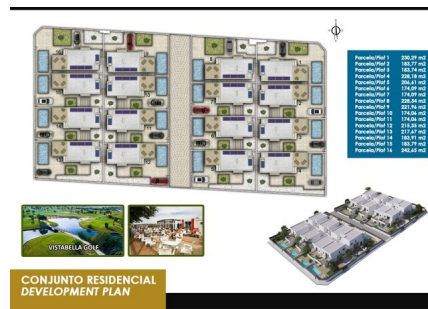 Parcela/Plot 1 230,29 m2
Parcela/Plot 2 183,77 m2
Parcela/Plot 3 183,74 m2
Parcela/Plot 4 228,18 m2
Parcela/Plot 5 204,61 m2
Parcela/Plot 6 174,09 m2
Parcela/Plot 7 174,09 m2
Parcela/Plot 8 228,34 m2
Parcela/Plot 9 221,96 m2
Parcela/Plot 10 174,06 m2
Parcela/Plot 11 174,06 m2
Parcela/Plot 12 215,55 m2
Parcela/Plot 13 217,67 m2
Parcela/Plot 14 183,91 m2
Parcela/Plot 15 183,79 m2
Parcela/Plot 16 242,65 m2
VISTABELLA GOLF
CONJUNTO RESIDENCIAL
DEVELOPMENT PLAN